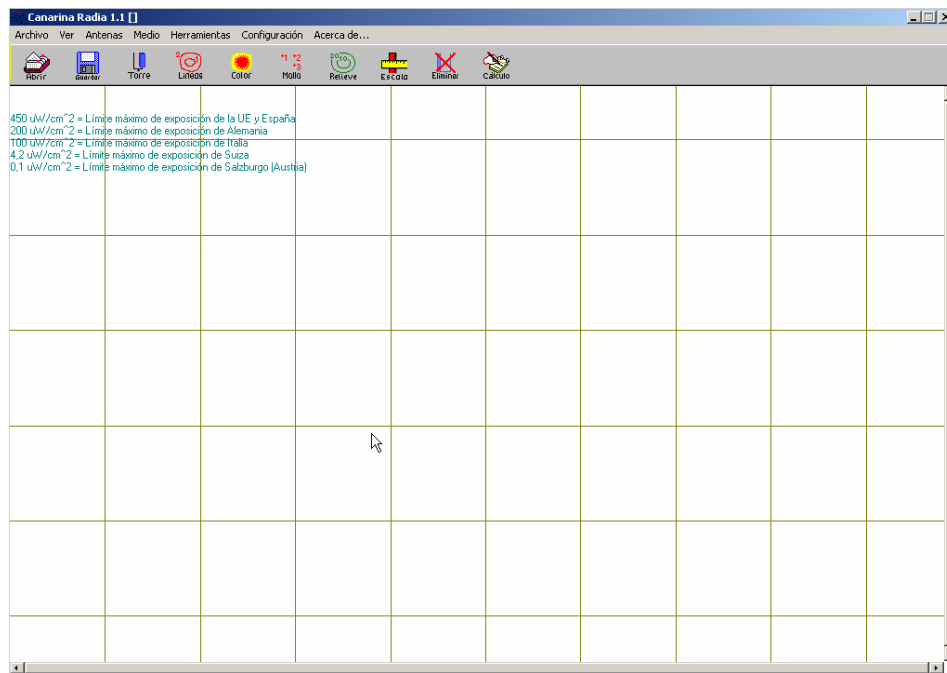 Canarina Radia 1.1 []
Archivo Ver Antenas Medio Herramientas Configuración Acerca de...
Abrir Guardar Torre Lineas Color Malla Relieve Escala Eliminar Cálculo
450 uW/cm^2 = Límite máximo de exposición de la UE y España
200 uW/cm^2 = Límite máximo de exposición de Alemania
100 uW/cm^2 = Límite máximo de exposición de Italia
4,2 uW/cm^2 = Límite máximo de exposición de Suiza
0,1 uW/cm^2 = Límite máximo de exposición de Salzburgo (Austria)